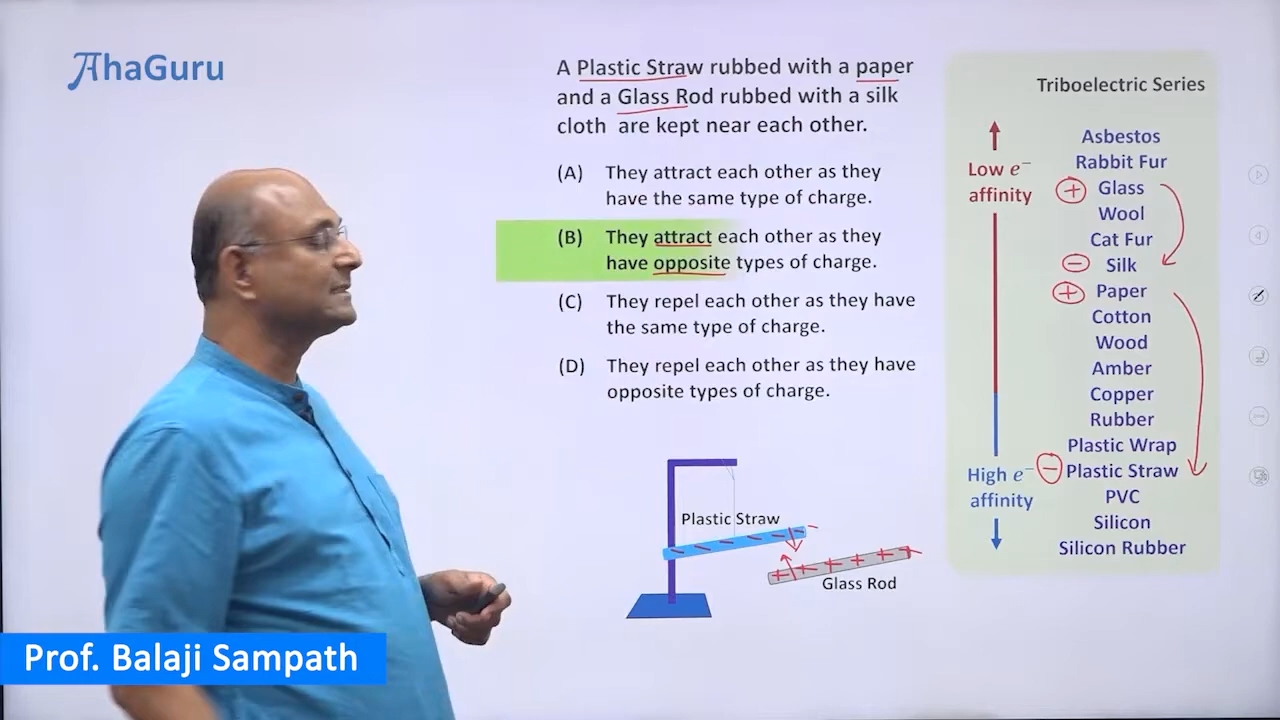 AhaGuru
A Plastic Straw rubbed with a paper
and a Glass Rod rubbed with a silk
cloth are kept near each other.
(A) They attract each other as they
have the same type of charge.
(B) They attract each other as they
have opposite types of charge.
(C) They repel each other as they have
the same type of charge.
(D) They repel each other as they have
opposite types of charge.
Plastic Straw
Glass Rod
Triboelectric Series
Low e⁻
affinity
High e⁻
affinity
Asbestos
Rabbit Fur
+ Glass
Wool
Cat Fur
− Silk
+ Paper
Cotton
Wood
Amber
Copper
Rubber
Plastic Wrap
− Plastic Straw
PVC
Silicon
Silicon Rubber
Prof. Balaji Sampath